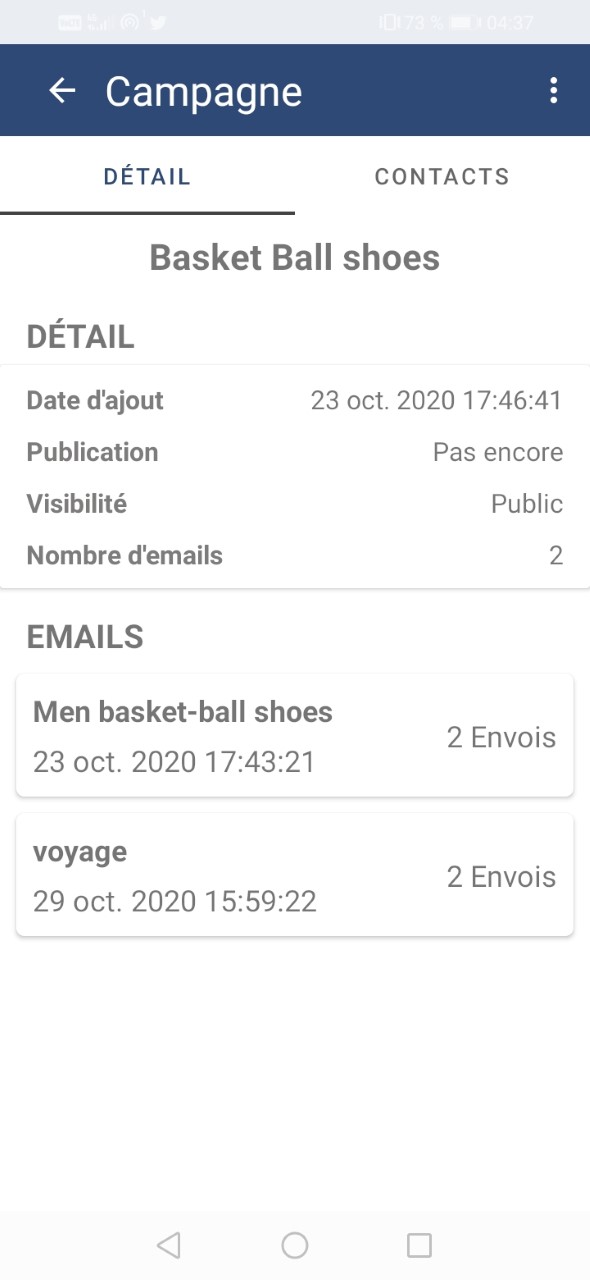 73 % 04:37
Campagne
DÉTAIL CONTACTS
Basket Ball shoes
DÉTAIL
Date d'ajout 23 oct. 2020 17:46:41
Publication Pas encore
Visibilité Public
Nombre d'emails 2
EMAILS
Men basket-ball shoes
23 oct. 2020 17:43:21
2 Envois
voyage
29 oct. 2020 15:59:22
2 Envois